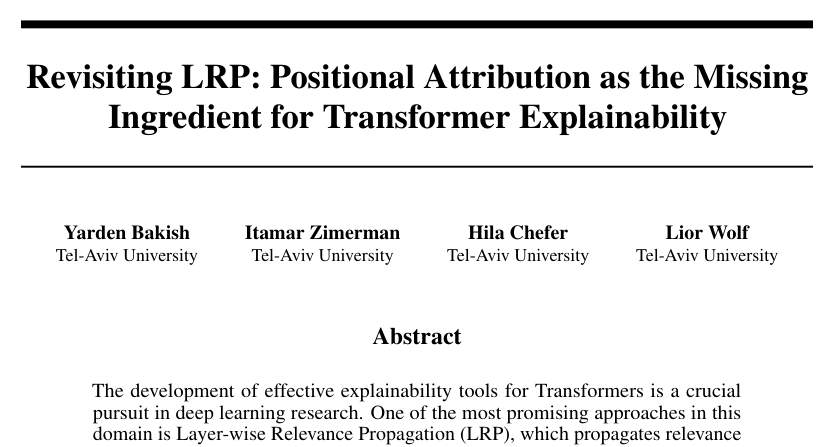 Revisiting LRP: Positional Attribution as the Missing
Ingredient for Transformer Explainability
Yarden Bakish Itamar Zimerman Hila Chefer Lior Wolf
Tel-Aviv University Tel-Aviv University Tel-Aviv University Tel-Aviv University
Abstract
The development of effective explainability tools for Transformers is a crucial
pursuit in deep learning research. One of the most promising approaches in this
domain is Layer-wise Relevance Propagation (LRP), which propagates relevance